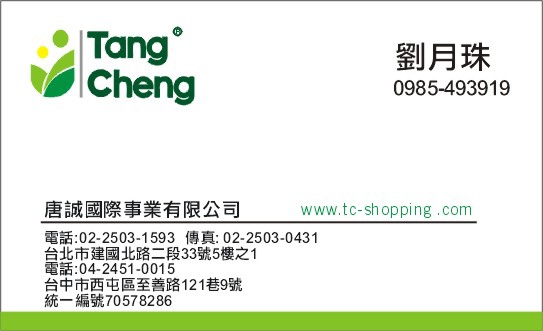 Tang®
Cheng
劉月珠
0985-493919
唐誠國際事業有限公司 www.tc-shopping .com
電話:02-2503-1593 傳真: 02-2503-0431
台北市建國北路二段33號5樓之1
電話:04-2451-0015
台中市西屯區至善路121巷9號
統一編號70578286